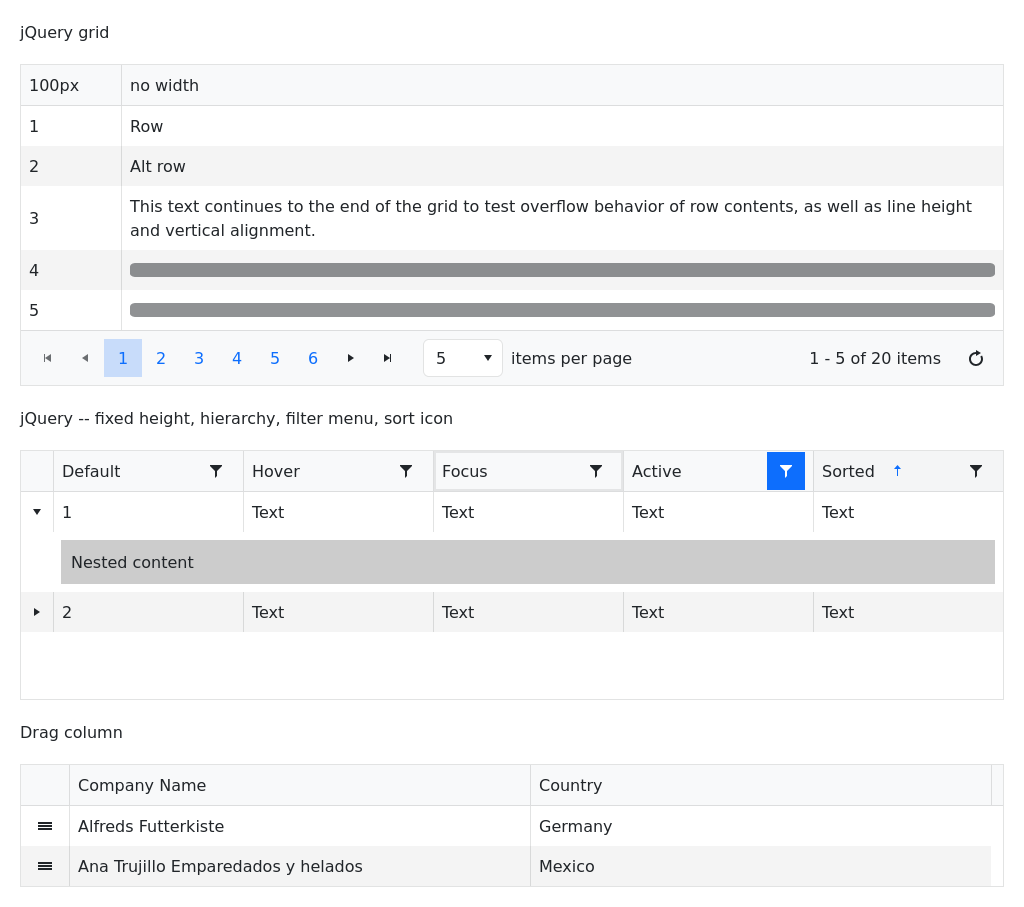 jQuery grid
100px no width
1 Row
2 Alt row
3 This text continues to the end of the grid to test overflow behavior of row contents, as well as line height
and vertical alignment.
4
5
1 2 3 4 5 6 5 items per page 1 - 5 of 20 items
jQuery -- fixed height, hierarchy, filter menu, sort icon
Default Hover Focus Active Sorted
1 Text Text Text Text
Nested content
2 Text Text Text Text
Drag column
Company Name Country
Alfreds Futterkiste Germany
Ana Trujillo Emparedados y helados Mexico